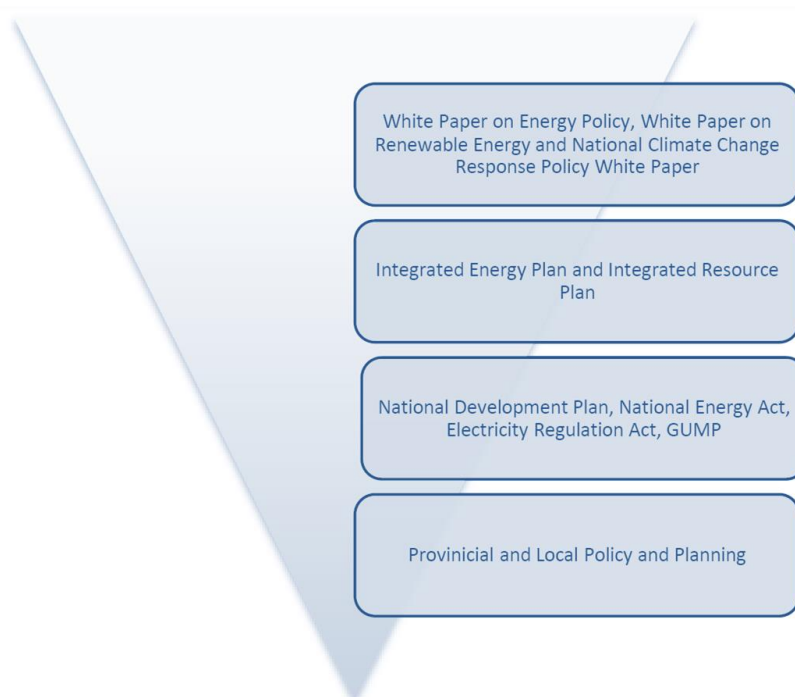 White Paper on Energy Policy, White Paper on
Renewable Energy and National Climate Change
Response Policy White Paper
Integrated Energy Plan and Integrated Resource
Plan
National Development Plan, National Energy Act,
Electricity Regulation Act, GUMP
Provinicial and Local Policy and Planning